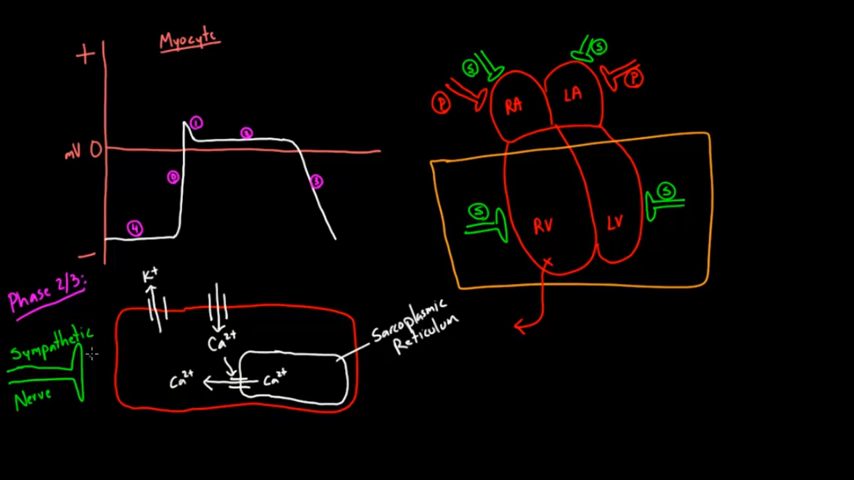 Myocyte
+
mV 0
-
1
2
0
3
4
Phase 2/3:
K+
Ca2+
Ca2+
Ca2+
Sarcoplasmic
Reticulum
Sympathetic
Nerve
S
S
P
P
RA
LA
S
S
RV
LV
x